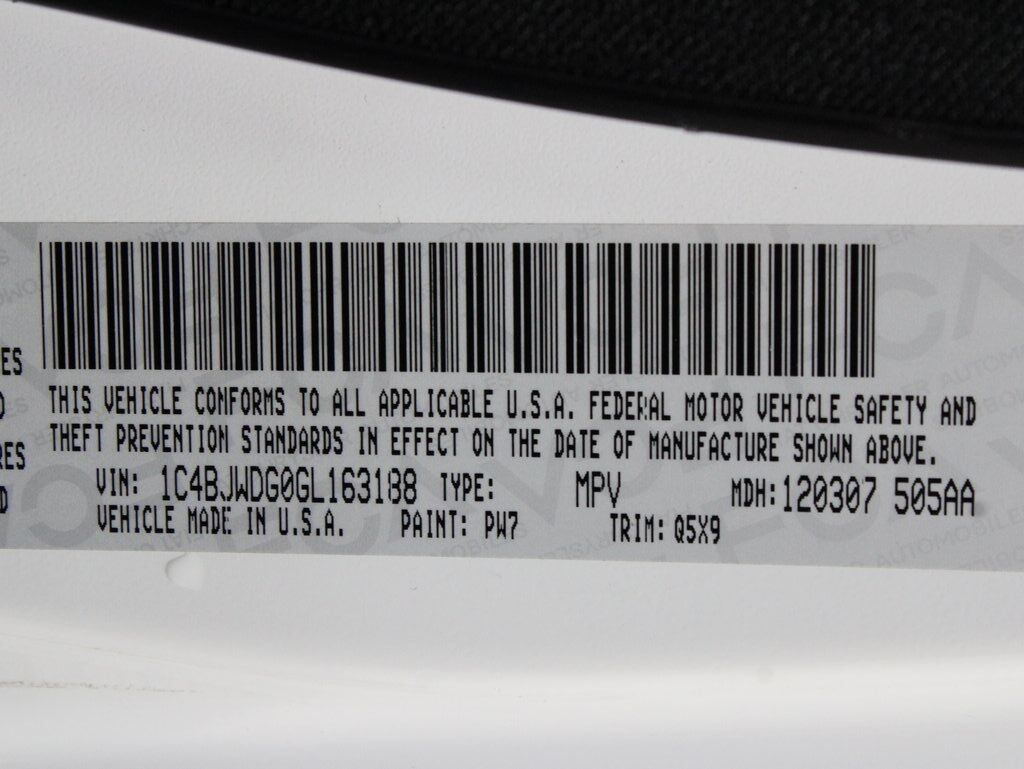 THIS VEHICLE CONFORMS TO ALL APPLICABLE U.S.A. FEDERAL MOTOR VEHICLE SAFETY AND
THEFT PREVENTION STANDARDS IN EFFECT ON THE DATE OF MANUFACTURE SHOWN ABOVE.
VIN: 1C4BJWDG0GL163188 TYPE: MPV MDH: 120307 505AA
VEHICLE MADE IN U.S.A. PAINT: PW7 TRIM: Q5X9